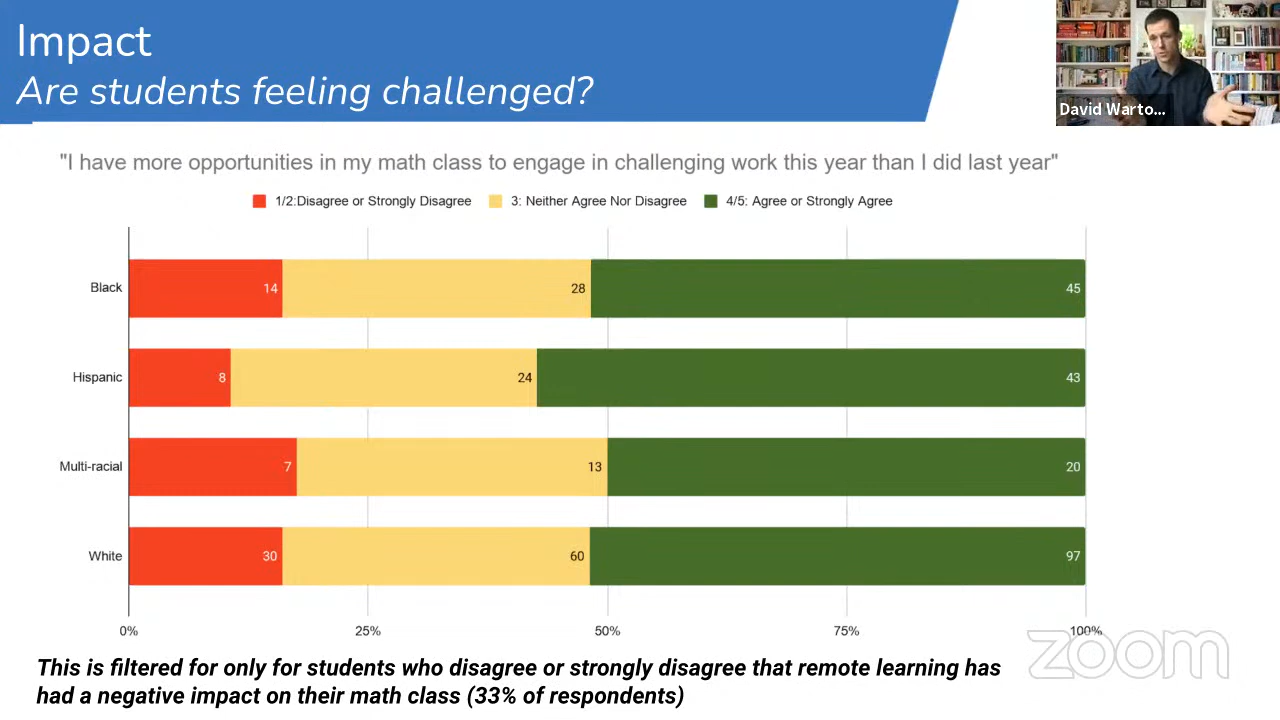 Impact
Are students feeling challenged?
David Warto...
"I have more opportunities in my math class to engage in challenging work this year than I did last year"
1/2:Disagree or Strongly Disagree 3: Neither Agree Nor Disagree 4/5: Agree or Strongly Agree
Black 14 28 45
Hispanic 8 24 43
Multi-racial 7 13 20
White 30 60 97
0% 25% 50% 75% 100%
This is filtered for only for students who disagree or strongly disagree that remote learning has
had a negative impact on their math class (33% of respondents)
zoom